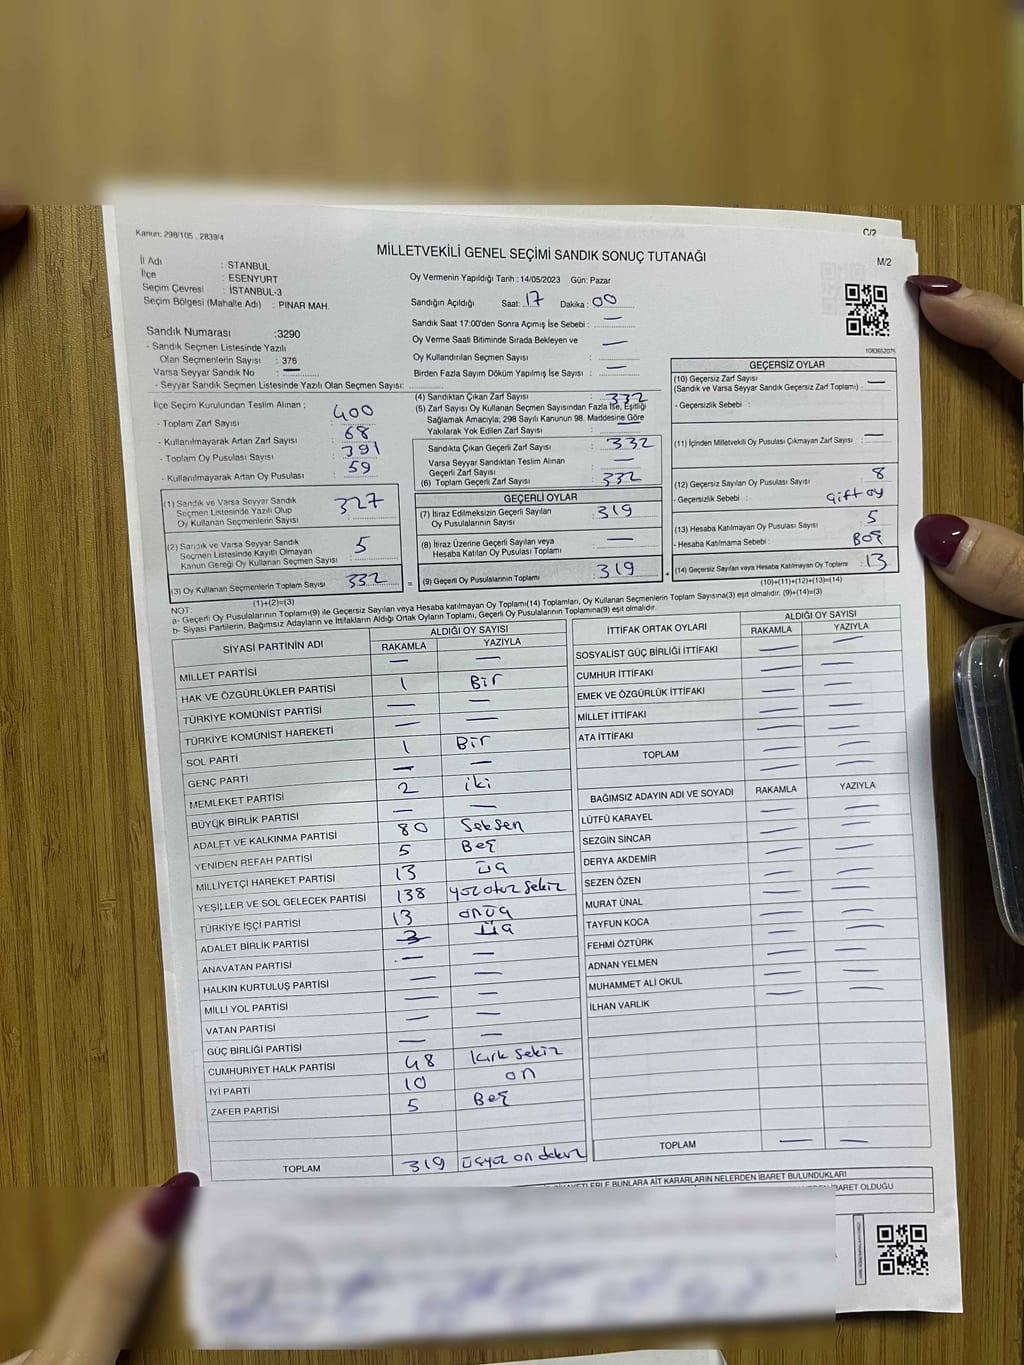 Kanun: 298/105 , 2839/4
C/2
MİLLETVEKİLİ GENEL SEÇİMİ SANDIK SONUÇ TUTANAĞI
M/2
İl Adı : İSTANBUL
İlçe : ESENYURT
Seçim Çevresi : İSTANBUL-3
Seçim Bölgesi (Mahalle Adı) : PINAR MAH.
Oy Vermenin Yapıldığı Tarih : 14/05/2023 Gün: Pazar
Sandığın Açıldığı Saat: 17 Dakika : 00
Sandık Saat 17:00'den Sonra Açımış İse Sebebi : —
Oy Verme Saati Bitiminde Sırada Bekleyen ve
Oy Kullandırılan Seçmen Sayısı : —
Birden Fazla Sayım Döküm Yapılmış İse Sayısı : —
1083652075
Sandık Numarası :3290
- Sandık Seçmen Listesinde Yazılı
Olan Seçmenlerin Sayısı : 376
Varsa Seyyar Sandık No : —
- Seyyar Sandık Seçmen Listesinde Yazılı Olan Seçmen Sayısı:
İlçe Seçim Kurulundan Teslim Alınan ;
- Toplam Zarf Sayısı : 400
- Kullanılmayarak Artan Zarf Sayısı : 68
- Toplam Oy Pusulası Sayısı : 391
- Kullanılmayarak Artan Oy Pusulası : 59
(1) Sandık ve Varsa Seyyar Sandık
Seçmen Listesinde Yazılı Olup
Oy Kullanan Seçmenlerin Sayısı : 327
(2) Sandık ve Varsa Seyyar Sandık
Seçmen Listesinde Kayıtlı Olmayan
Kanun Gereği Oy Kullanan Seçmen Sayısı : 5
(3) Oy Kullanan Seçmenlerin Toplam Sayısı 332
(1)+(2)=(3)
(4) Sandıktan Çıkan Zarf Sayısı : 332
(5) Zarf Sayısı Oy Kullanan Seçmen Sayısından Fazla İse, Eşitliği
Sağlamak Amacıyla; 298 Sayılı Kanunun 98. Maddesine Göre
Yakılarak Yok Edilen Zarf Sayısı : —
Sandıkta Çıkan Geçerli Zarf Sayısı : 332
Varsa Seyyar Sandıktan Teslim Alınan
Geçerli Zarf Sayısı : —
(6) Toplam Geçerli Zarf Sayısı : 332
GEÇERLİ OYLAR
(7) İtiraz Edilmeksizin Geçerli Sayılan
Oy Pusulalarının Sayısı : 319
(8) İtiraz Üzerine Geçerli Sayılan veya
Hesaba Katılan Oy Pusulası Toplamı : —
= (9) Geçerli Oy Pusulalarının Toplamı : 319 +
GEÇERSİZ OYLAR
(10) Geçersiz Zarf Sayısı
(Sandık ve Varsa Seyyar Sandık Geçersiz Zarf Toplamı) : —
- Geçersizlik Sebebi :
(11) İçinden Milletvekili Oy Pusulası Çıkmayan Zarf Sayısı : —
(12) Geçersiz Sayılan Oy Pusulası Sayısı : 8
- Geçersizlik Sebebi : Çift oy
(13) Hesaba Katılmayan Oy Pusulası Sayısı : 5
- Hesaba Katılmama Sebebi : Boş
(14) Geçersiz Sayılan veya Hesaba Katılmayan Oy Toplamı : 13
(10)+(11)+(12)+(13)=(14)
NOT:
a- Geçerli Oy Pusulalarının Toplamı(9) ile Geçersiz Sayılan veya Hesaba katılmayan Oy Toplamı(14) Toplamları, Oy Kullanan Seçmenlerin Toplam Sayısına(3) eşit olmalıdır. (9)+(14)=(3)
b- Siyasi Partilerin, Bağımsız Adayların ve İttifakların Aldığı Ortak Oyların Toplamı, Geçerli Oy Pusulalarının Toplamına(9) eşit olmalıdır.
SİYASİ PARTİNİN ADI ALDIĞI OY SAYISI
RAKAMLA YAZIYLA
MİLLET PARTİSİ — —
HAK VE ÖZGÜRLÜKLER PARTİSİ 1 Bir
TÜRKİYE KOMÜNİST PARTİSİ — —
TÜRKİYE KOMÜNİST HAREKETİ — —
SOL PARTİ 1 Bir
GENÇ PARTİ — —
MEMLEKET PARTİSİ 2 iki
BÜYÜK BİRLİK PARTİSİ — —
ADALET VE KALKINMA PARTİSİ 80 Seksen
YENİDEN REFAH PARTİSİ 5 Beş
MİLLİYETÇİ HAREKET PARTİSİ 13 üç
YEŞİLLER VE SOL GELECEK PARTİSİ 138 yüz otuz sekiz
TÜRKİYE İŞÇİ PARTİSİ 13 onüç
ADALET BİRLİK PARTİSİ 3 üç
ANAVATAN PARTİSİ — —
HALKIN KURTULUŞ PARTİSİ — —
MİLLİ YOL PARTİSİ — —
VATAN PARTİSİ — —
GÜÇ BİRLİĞİ PARTİSİ — —
CUMHURİYET HALK PARTİSİ 48 kırk sekiz
İYİ PARTİ 10 on
ZAFER PARTİSİ 5 Beş
TOPLAM 319 üçyüz on dokuz
İTTİFAK ORTAK OYLARI ALDIĞI OY SAYISI
RAKAMLA YAZIYLA
SOSYALİST GÜÇ BİRLİĞİ İTTİFAKI — —
CUMHUR İTTİFAKI — —
EMEK VE ÖZGÜRLÜK İTTİFAKI — —
MİLLET İTTİFAKI — —
ATA İTTİFAKI — —
TOPLAM — —
BAĞIMSIZ ADAYIN ADI VE SOYADI RAKAMLA YAZIYLA
LÜTFÜ KARAYEL — —
SEZGİN SİNCAR — —
DERYA AKDEMİR — —
SEZEN ÖZEN — —
MURAT ÜNAL — —
TAYFUN KOCA — —
FEHMİ ÖZTÜRK — —
ADNAN YELMEN — —
MUHAMMET ALİ OKUL — —
İLHAN VARLIK — —
TOPLAM — —
BUNLARA AİT KARARLARIN NELERDEN İBARET BULUNDUKLARI
İBARET OLDUĞU